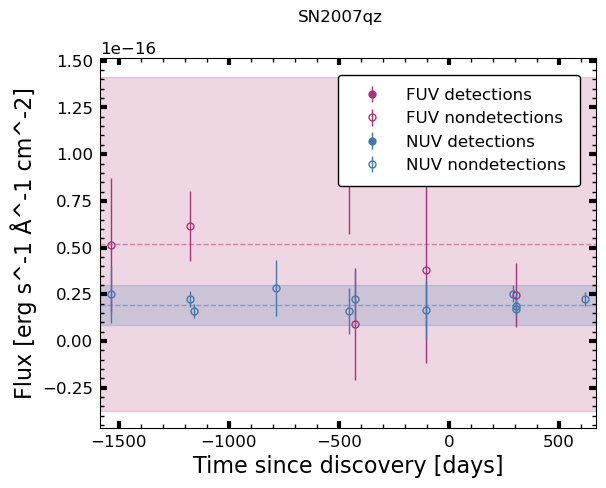 SN2007qz
1e−16
1.50
1.25
1.00
0.75
0.50
0.25
0.00
−0.25
Flux [erg s^-1 Å^-1 cm^-2]
FUV detections
FUV nondetections
NUV detections
NUV nondetections
−1500 −1000 −500 0 500
Time since discovery [days]